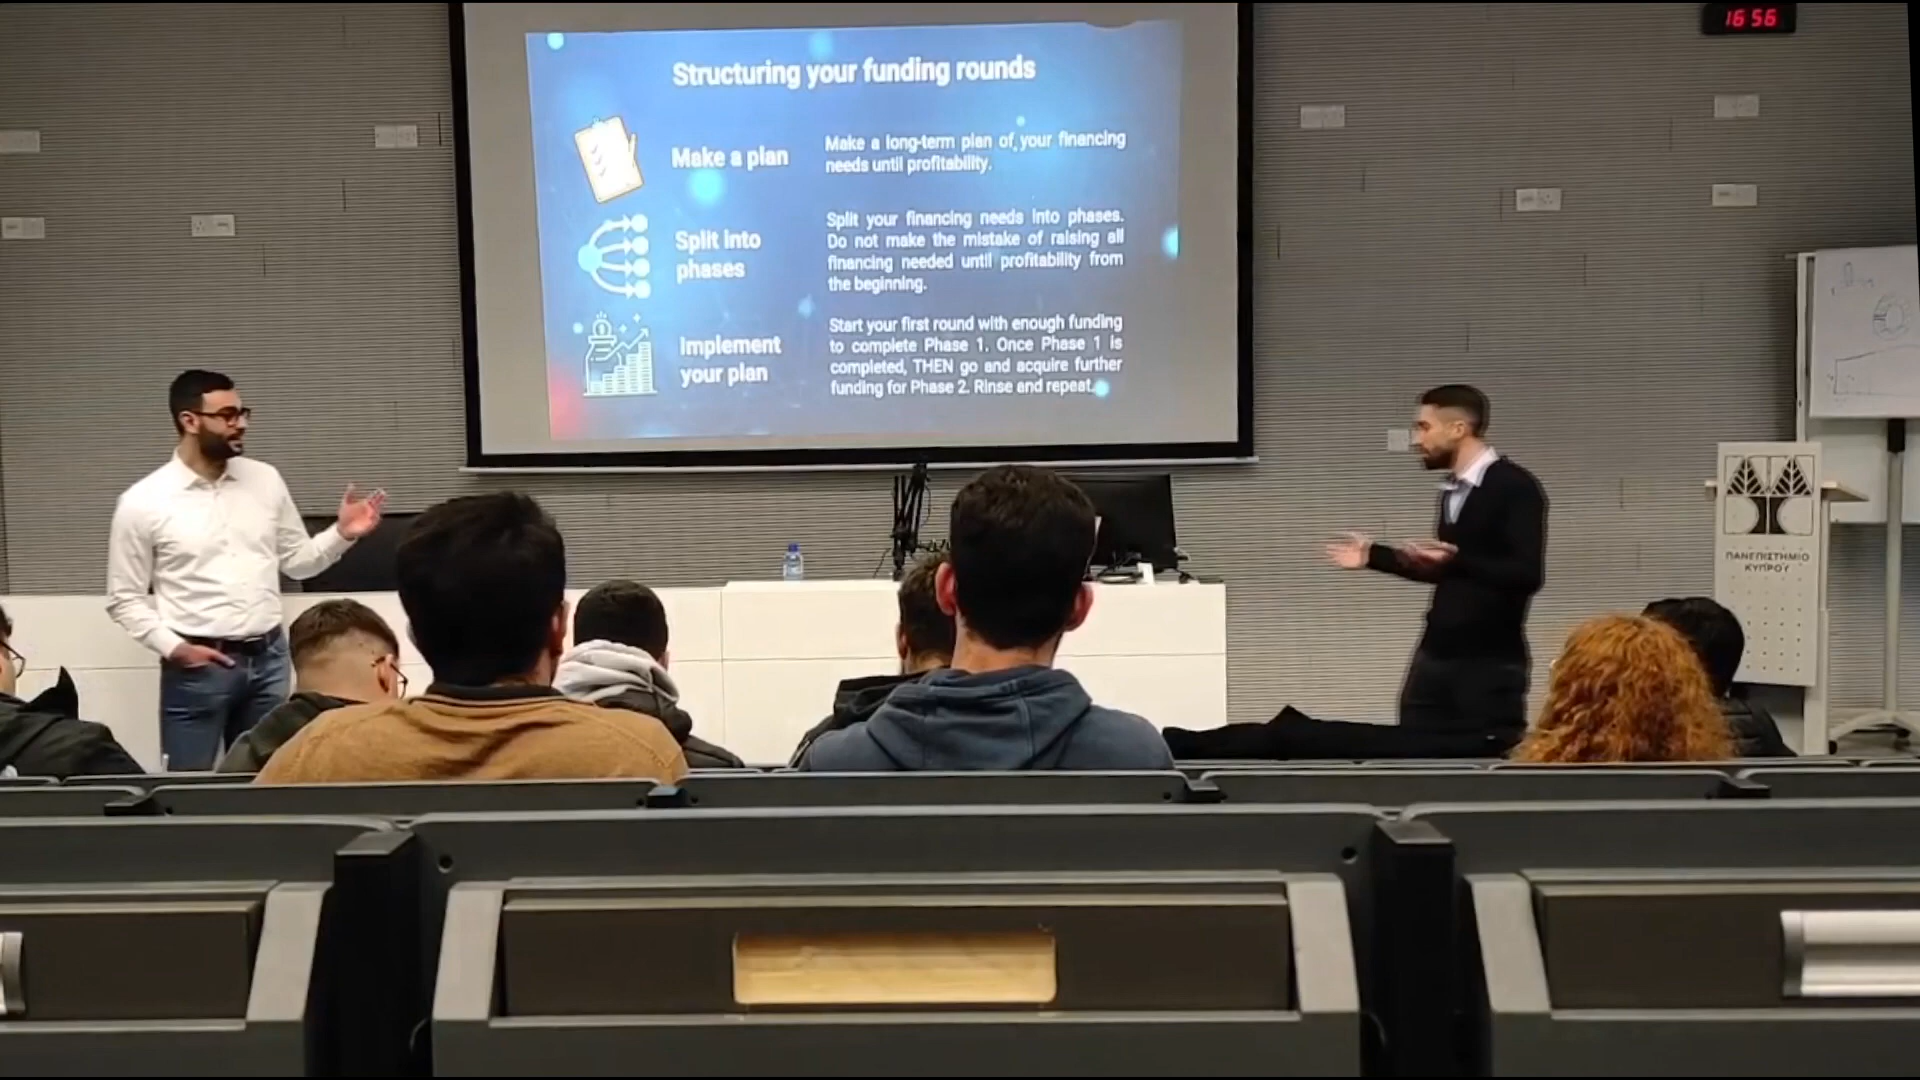 16 56
Structuring your funding rounds
Make a plan
Make a long-term plan of your financing
needs until profitability.
Split into
phases
Split your financing needs into phases.
Do not make the mistake of raising all
financing needed until profitability from
the beginning.
Implement
your plan
Start your first round with enough funding
to complete Phase 1. Once Phase 1 is
completed, THEN go and acquire further
funding for Phase 2. Rinse and repeat.
ΠΑΝΕΠΙΣΤΗΜΙΟ
ΚΥΠΡΟΥ